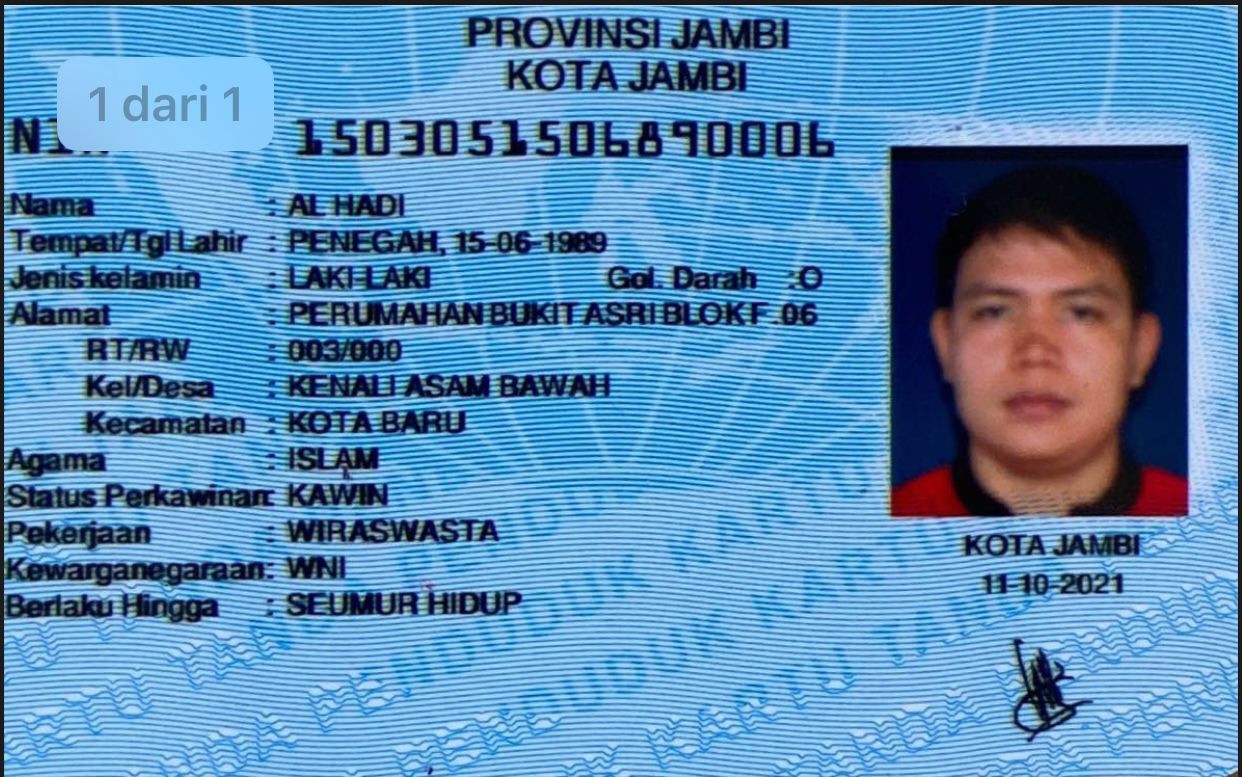 PROVINSI JAMBI
KOTA JAMBI
1 dari 1
1503051506890006
Nama : AL HADI
Tempat/Tgl Lahir : PENEGAH, 15-06-1989
Jenis kelamin : LAKI-LAKI Gol. Darah :O
Alamat : PERUMAHAN BUKIT ASRI BLOK F.06
RT/RW : 003/000
Kel/Desa : KENALI ASAM BAWAH
Kecamatan : KOTA BARU
Agama : ISLAM
Status Perkawinan: KAWIN
Pekerjaan : WIRASWASTA
Kewarganegaraan: WNI
Berlaku Hingga : SEUMUR HIDUP
KOTA JAMBI
11-10-2021